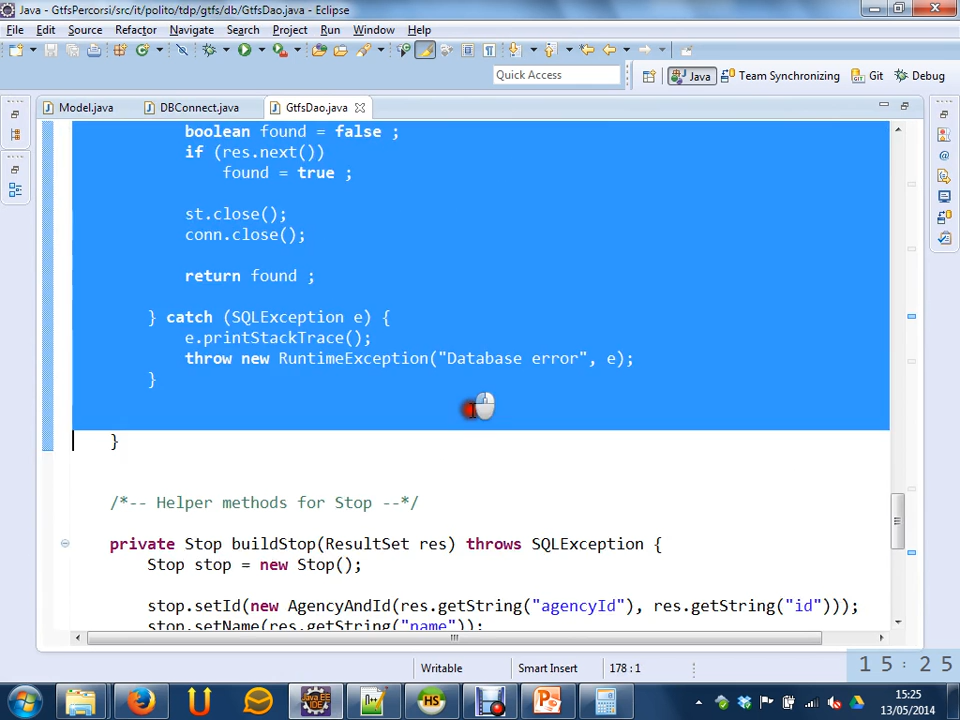 Java - GtfsPercorsi/src/it/polito/tdp/gtfs/db/GtfsDao.java - Eclipse
File Edit Source Refactor Navigate Search Project Run Window Help
Quick Access
Java Team Synchronizing Git Debug
Model.java DBConnect.java GtfsDao.java
boolean found = false ;
if (res.next())
found = true ;
st.close();
conn.close();
return found ;
} catch (SQLException e) {
e.printStackTrace();
throw new RuntimeException("Database error", e);
}
}
/*-- Helper methods for Stop --*/
private Stop buildStop(ResultSet res) throws SQLException {
Stop stop = new Stop();
stop.setId(new AgencyAndId(res.getString("agencyId"), res.getString("id")));
stop.setName(res.getString("name"));
Writable Smart Insert 178 : 1
15:25
15:25
13/05/2014